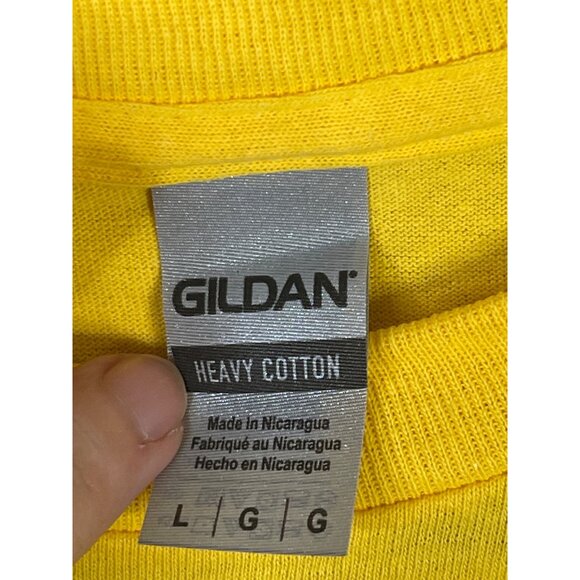 GILDAN®
HEAVY COTTON
Made in Nicaragua
Fabriqué au Nicaragua
Hecho en Nicaragua
L | G | G